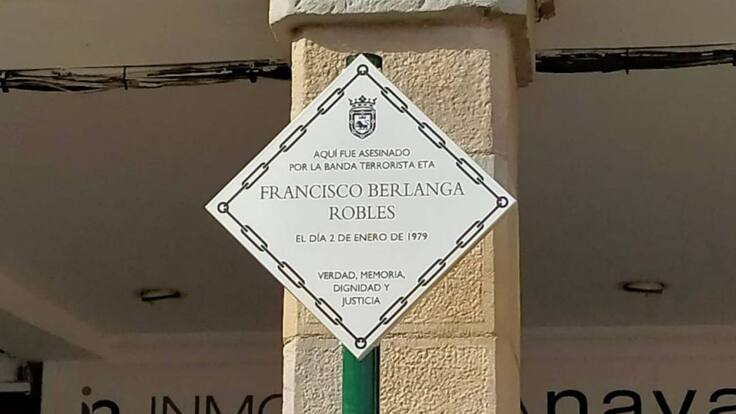 AQUÍ FUE ASESINADO
POR LA BANDA TERRORISTA ETA
FRANCISCO BERLANGA
ROBLES
EL DÍA 2 DE ENERO DE 1979
VERDAD, MEMORIA,
DIGNIDAD Y
JUSTICIA